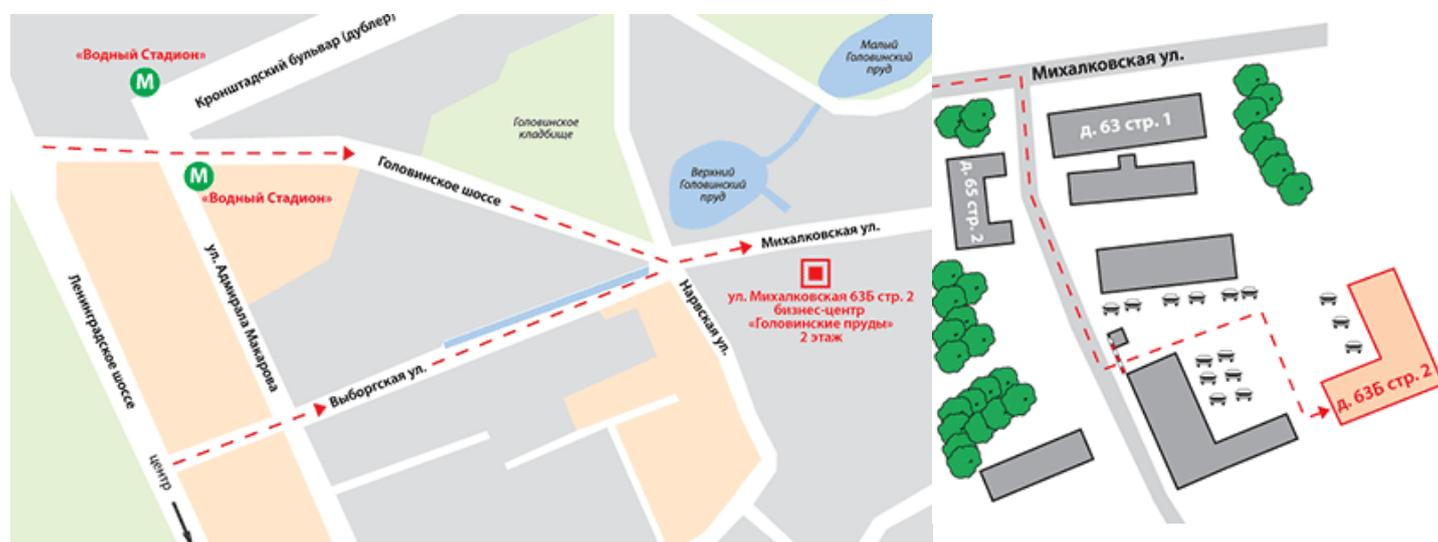 «Водный Стадион»
М
Кронштадский бульвар (дублер)
Малый
Головинский
пруд
Головинское
кладбище
Головинское шоссе
М
«Водный Стадион»
Верхний
Головинский
пруд
Михалковская ул.
ул. Михалковская 63Б стр. 2
бизнес-центр
«Головинские пруды»
2 этаж
Нарвская ул.
ул. Адмирала Макарова
Ленинградское шоссе
Выборгская ул.
центр
Михалковская ул.
д. 63 стр. 1
д. 65 стр. 2
д. 63Б стр. 2